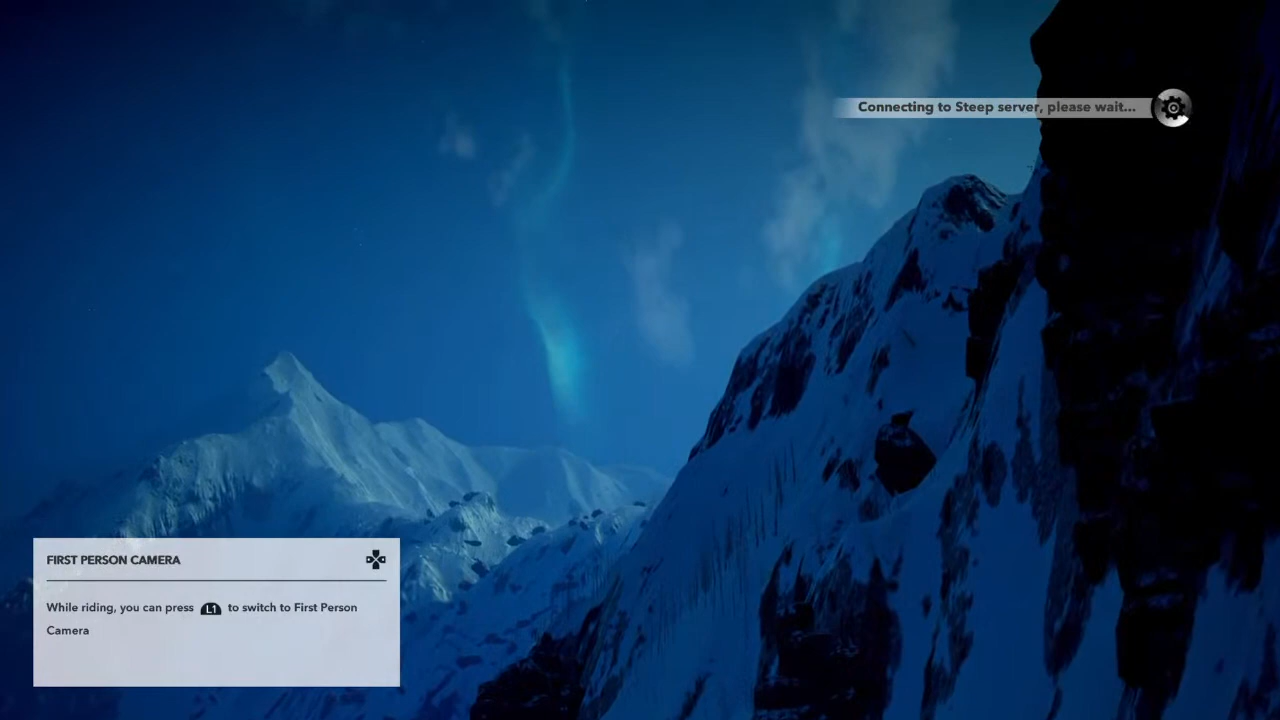 Connecting to Steep server, please wait...
FIRST PERSON CAMERA
While riding, you can press L1 to switch to First Person
Camera